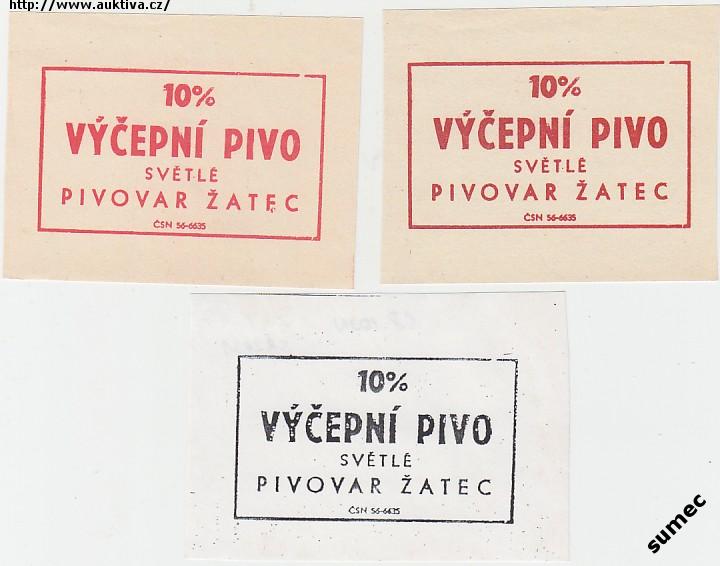 http://www.auktiva.cz/
10%
VÝČEPNÍ PIVO
SVĚTLÉ
PIVOVAR ŽATEC
ČSN 56-6635
10%
VÝČEPNÍ PIVO
SVĚTLÉ
PIVOVAR ŽATEC
ČSN 56-6635
10%
VÝČEPNÍ PIVO
SVĚTLÉ
PIVOVAR ŽATEC
ČSN 56-6635
sumec